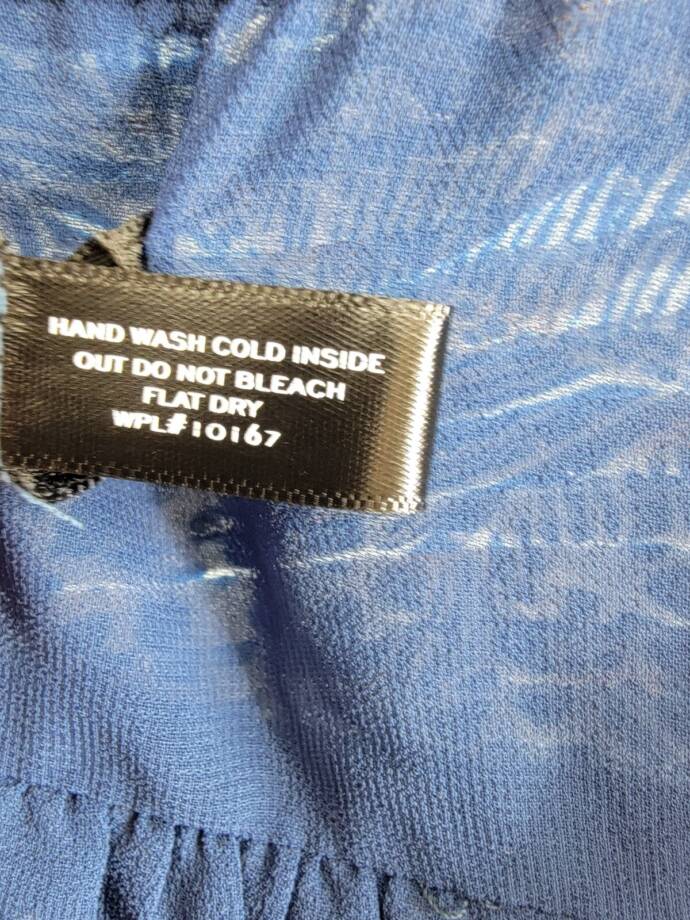 HAND WASH COLD INSIDE
OUT DO NOT BLEACH
FLAT DRY
WPL#10167